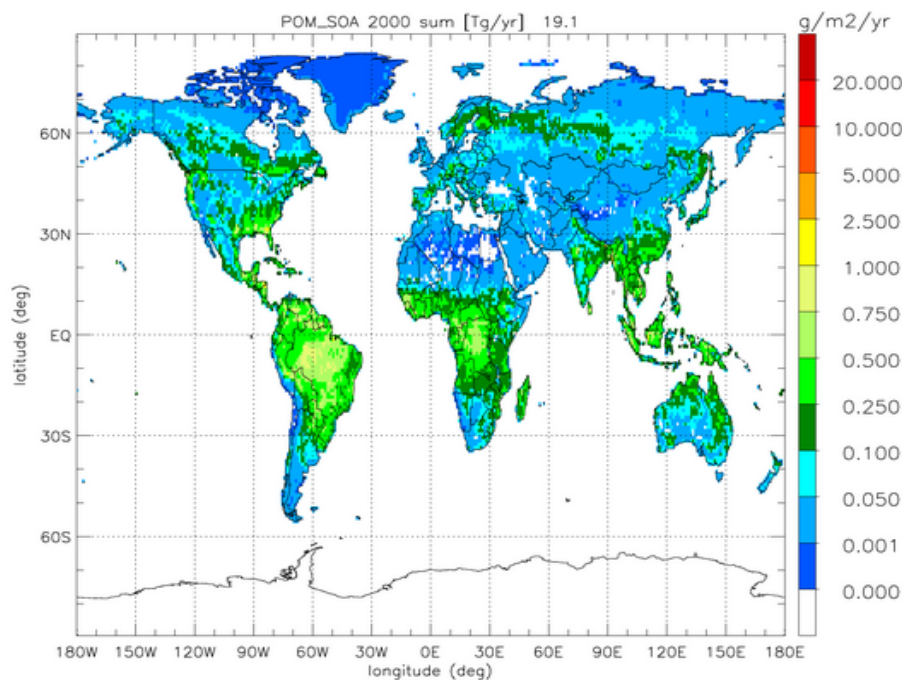 POM_SOA 2000 sum [Tg/yr] 19.1
g/m2/yr
20.000
10.000
5.000
2.500
1.000
0.750
0.500
0.250
0.100
0.050
0.001
0.000
60N
30N
EQ
30S
60S
latitude (deg)
180W 150W 120W 90W 60W 30W 0E 30E 60E 90E 120E 150E 180E
longitude (deg)